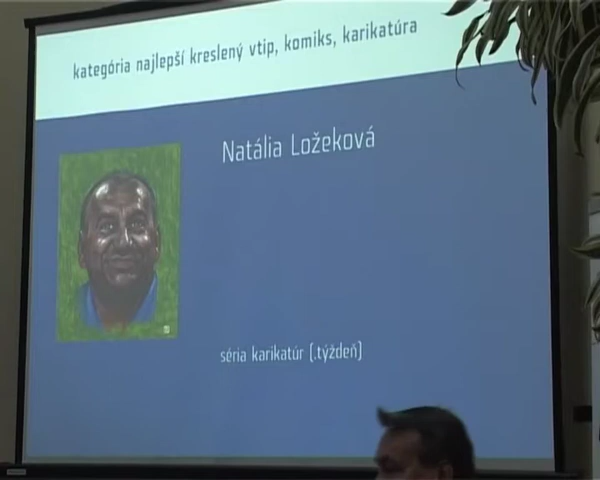 kategória najlepší kreslený vtip, komiks, karikatúra
Natália Ložeková
séria karikatúr [.týždeň]